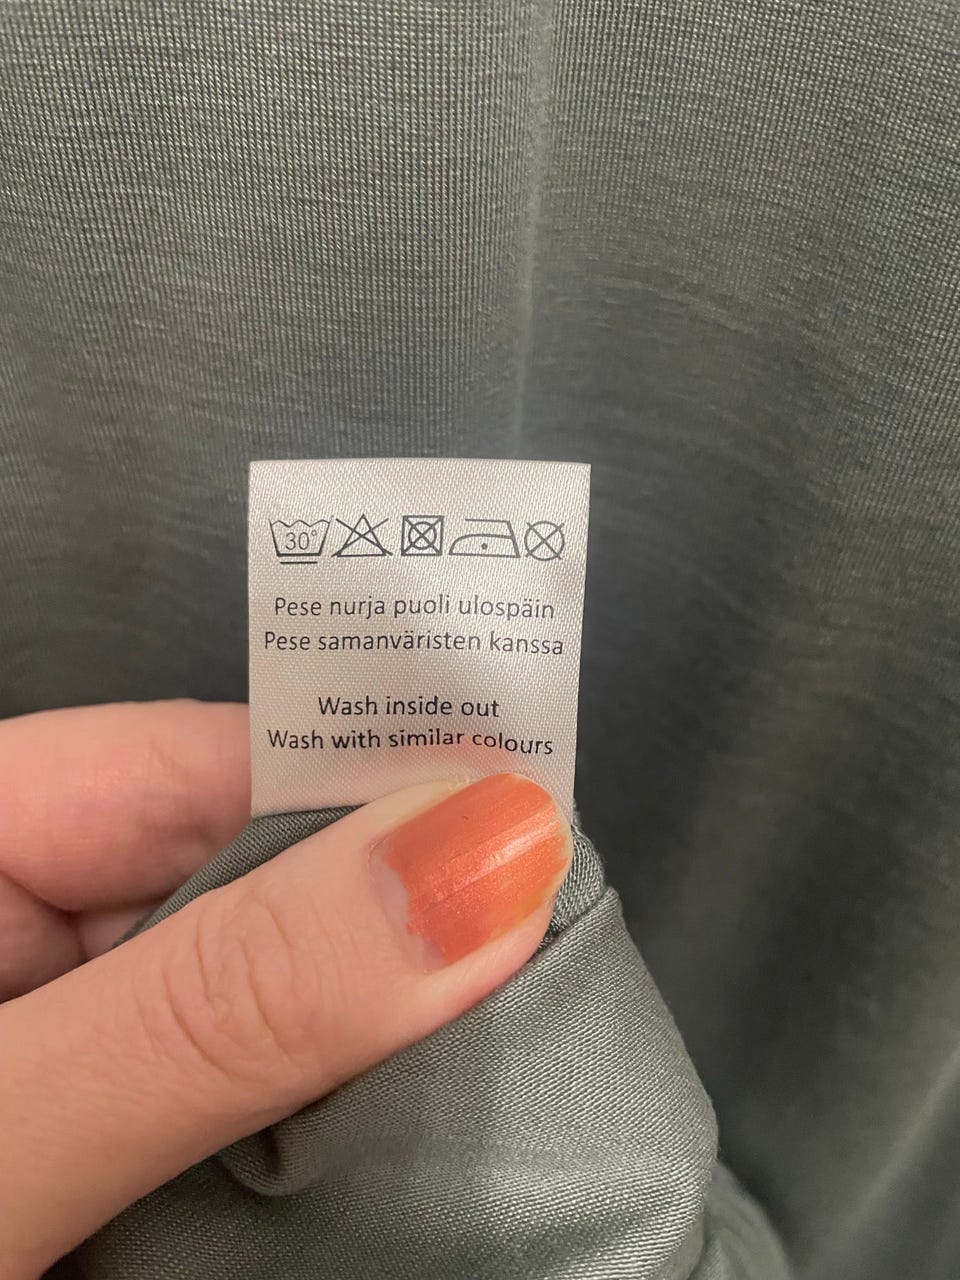 30°
Pese nurja puoli ulospäin
Pese samanväristen kanssa
Wash inside out
Wash with similar colours